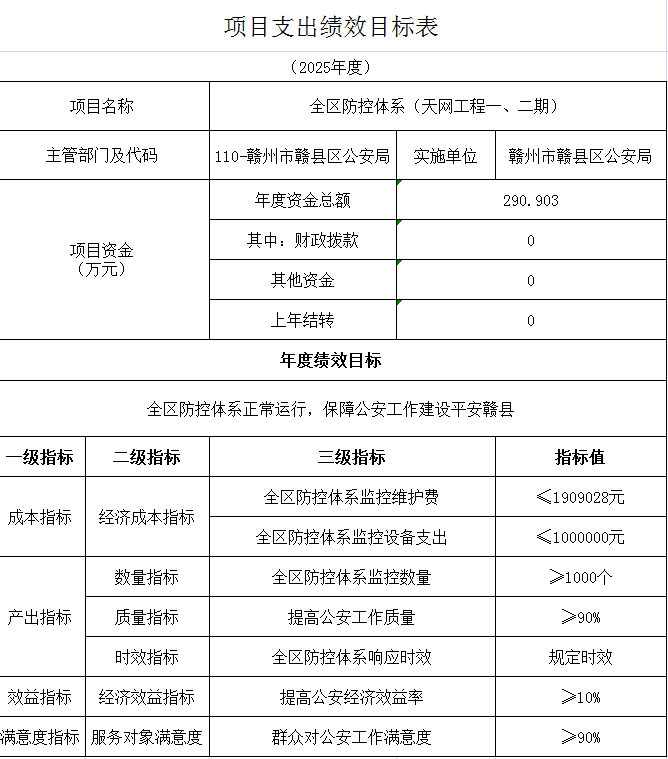 项目支出绩效目标表
（2025年度）
项目名称 全区防控体系（天网工程一、二期）
主管部门及代码 110-赣州市赣县区公安局 实施单位 赣州市赣县区公安局
项目资金
（万元）
年度资金总额 290.903
其中：财政拨款 0
其他资金 0
上年结转 0
年度绩效目标
全区防控体系正常运行，保障公安工作建设平安赣县
一级指标 二级指标 三级指标 指标值
成本指标 经济成本指标 全区防控体系监控维护费 ≤1909028元
全区防控体系监控设备支出 ≤1000000元
产出指标 数量指标 全区防控体系监控数量 ≥1000个
质量指标 提高公安工作质量 ≥90%
时效指标 全区防控体系响应时效 规定时效
效益指标 经济效益指标 提高公安经济效益率 ≥10%
满意度指标 服务对象满意度 群众对公安工作满意度 ≥90%